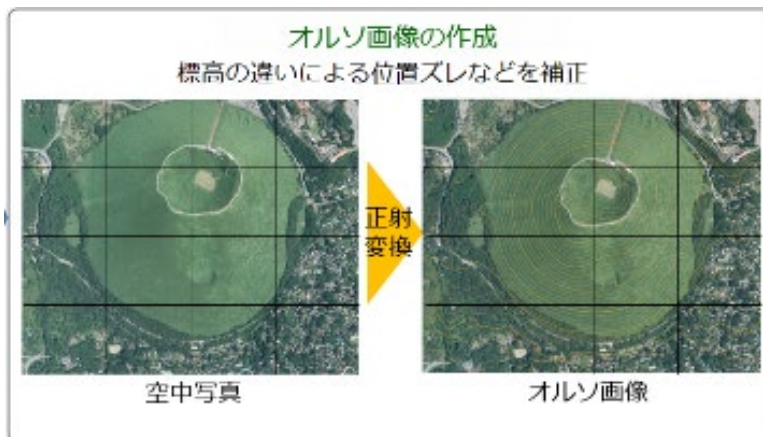 オルソ画像の作成
標高の違いによる位置ズレなどを補正
正射
変換
空中写真
オルソ画像